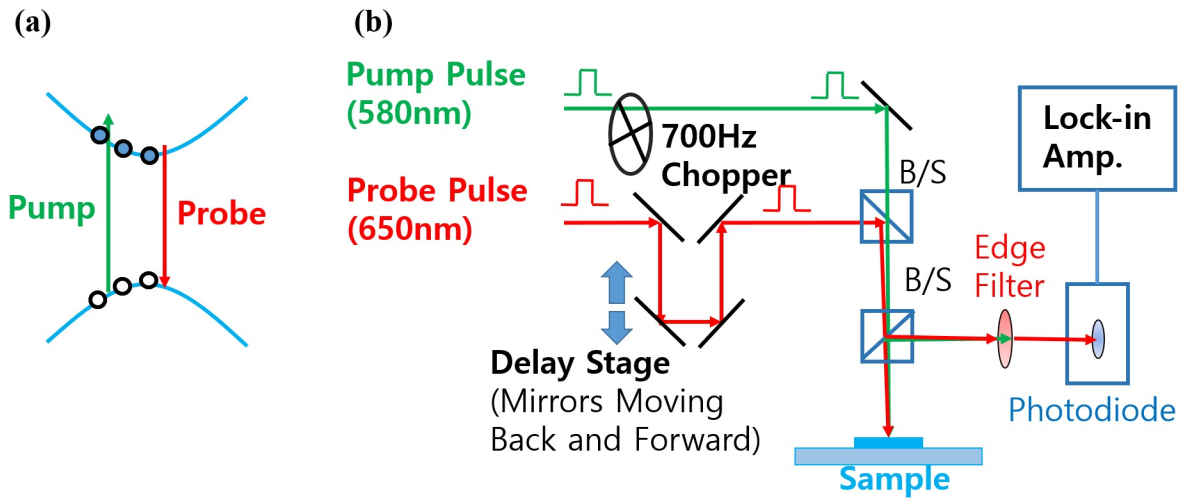 (a)
Pump
Probe
(b)
Pump Pulse
(580nm)
700Hz
Chopper
Probe Pulse
(650nm)
B/S
B/S
Delay Stage
(Mirrors Moving
Back and Forward)
Edge
Filter
Lock-in
Amp.
Photodiode
Sample